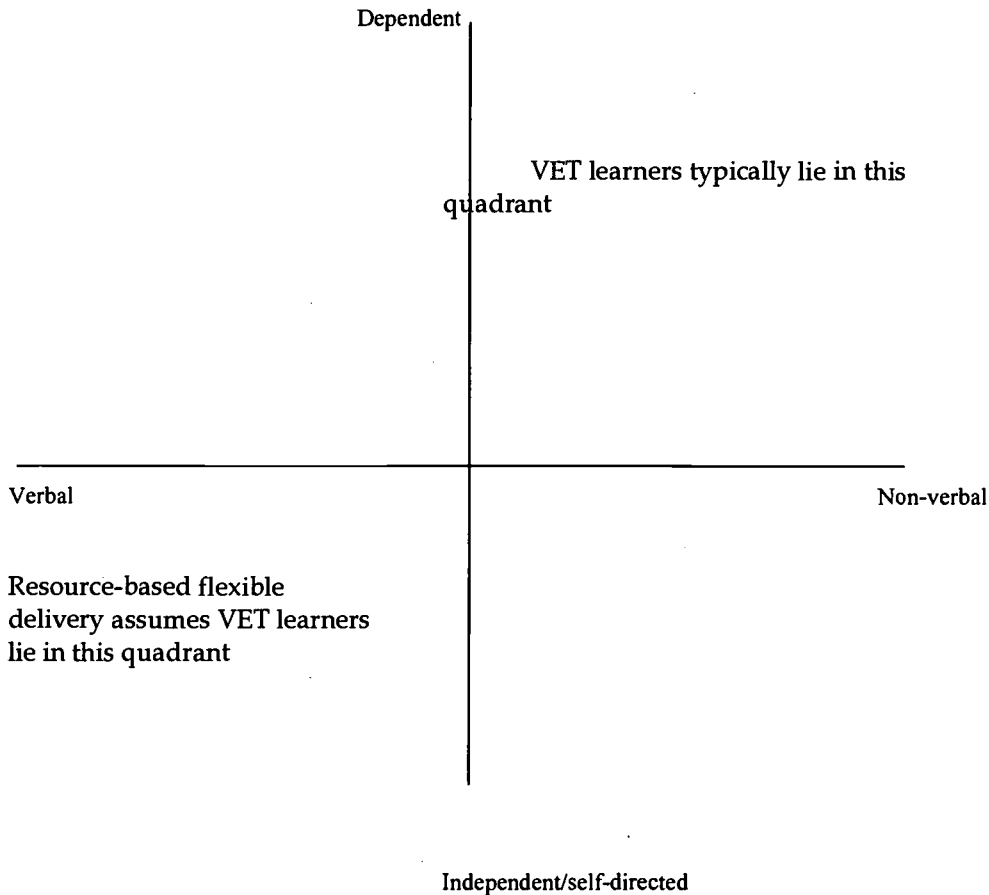 Dependent
VET learners typically lie in this
quadrant
Verbal
Non-verbal
Resource-based flexible
delivery assumes VET learners
lie in this quadrant
Independent/self-directed